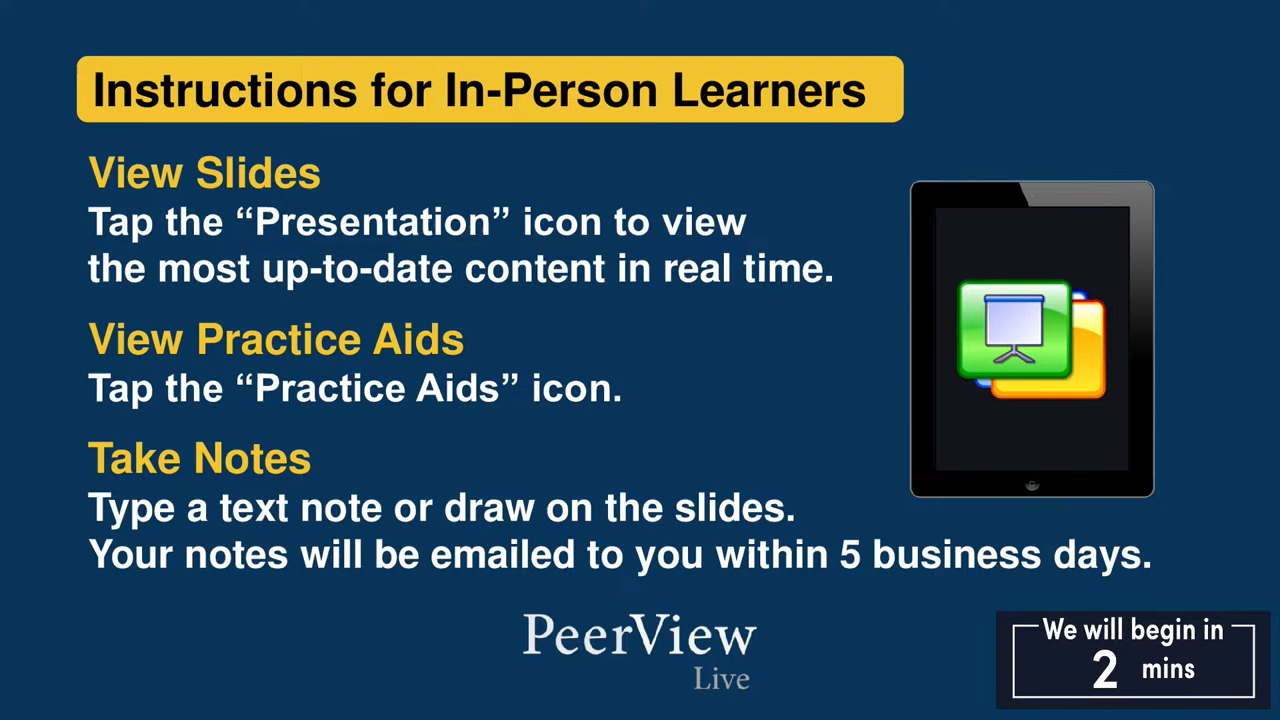 Instructions for In-Person Learners
View Slides
Tap the “Presentation” icon to view
the most up-to-date content in real time.
View Practice Aids
Tap the “Practice Aids” icon.
Take Notes
Type a text note or draw on the slides.
Your notes will be emailed to you within 5 business days.
PeerView
Live
We will begin in
2 mins